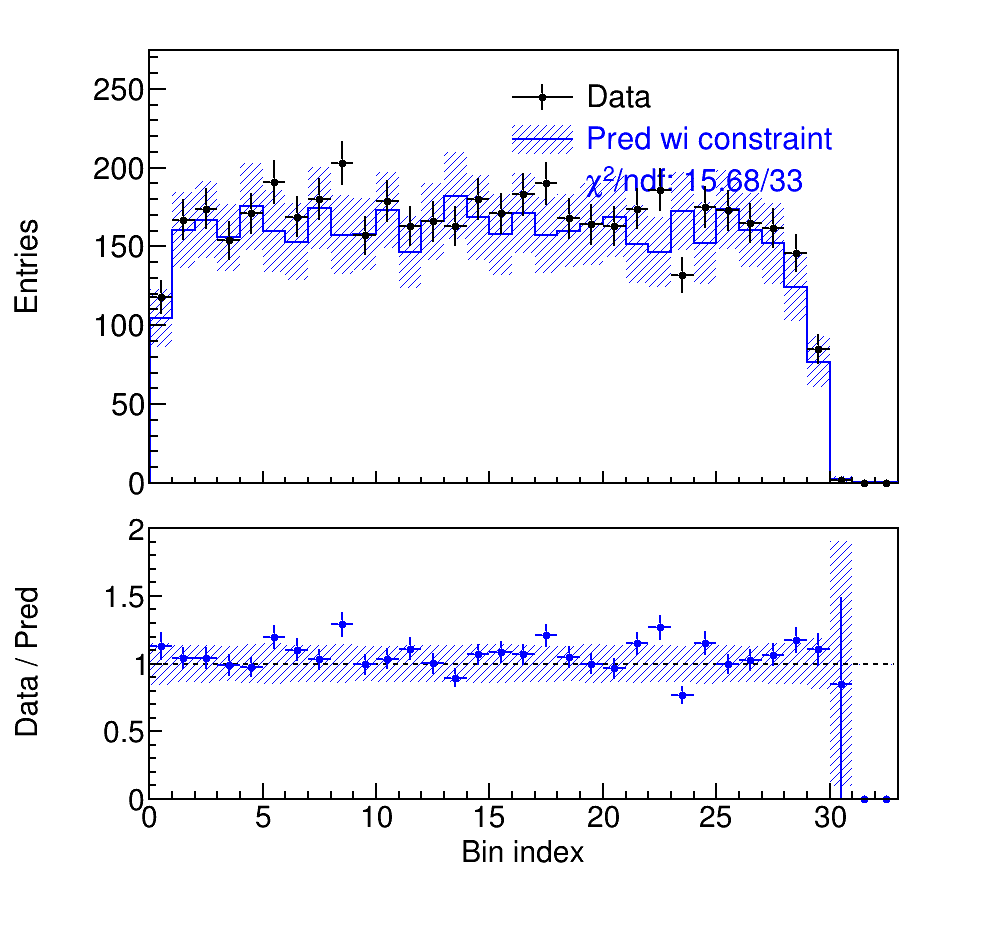 250
200
150
100
50
0
Entries
Data
Pred wi constraint
χ²/ndf: 15.68/33
2
1.5
1
0.5
0
Data / Pred
0 5 10 15 20 25 30
Bin index